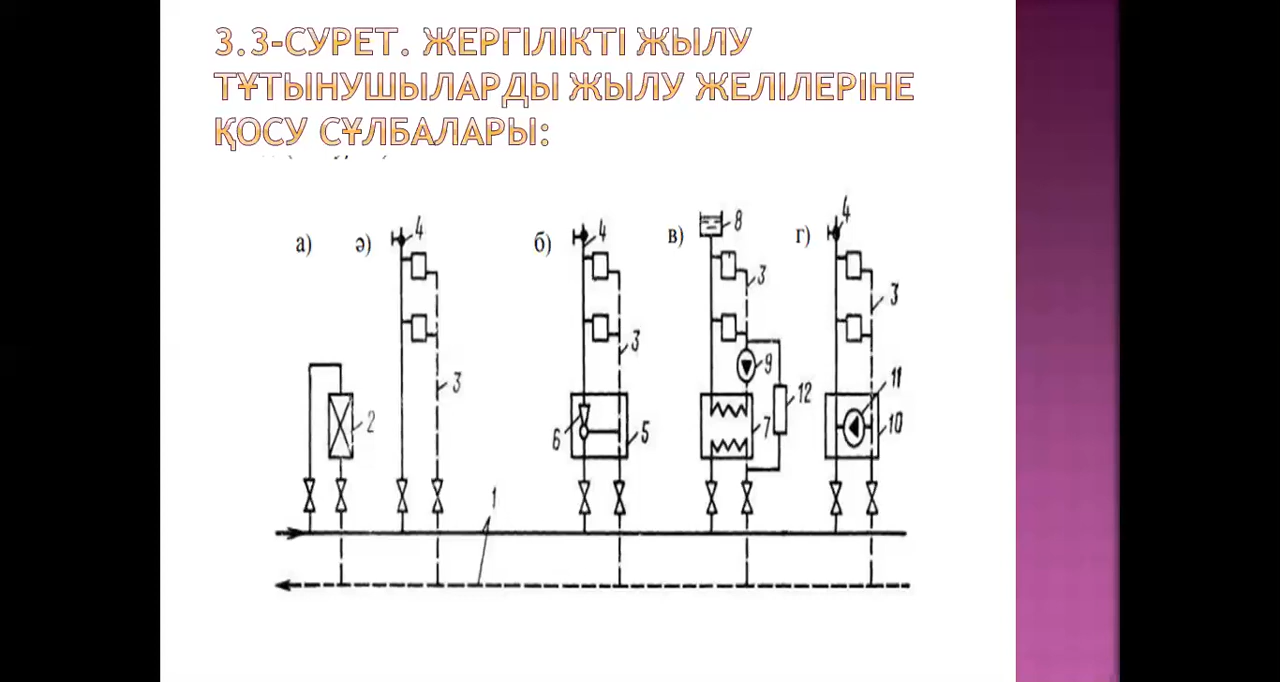 3.3-СУРЕТ. ЖЕРГІЛІКТІ ЖЫЛУ
ТҰТЫНУШЫЛАРДЫ ЖЫЛУ ЖЕЛІЛЕРІНЕ
ҚОСУ СҰЛБАЛАРЫ:
а) ә) 4 б) 4 в) 8 г) 4
3 3
3
3 9
2 12 11
6 5 7 10
1